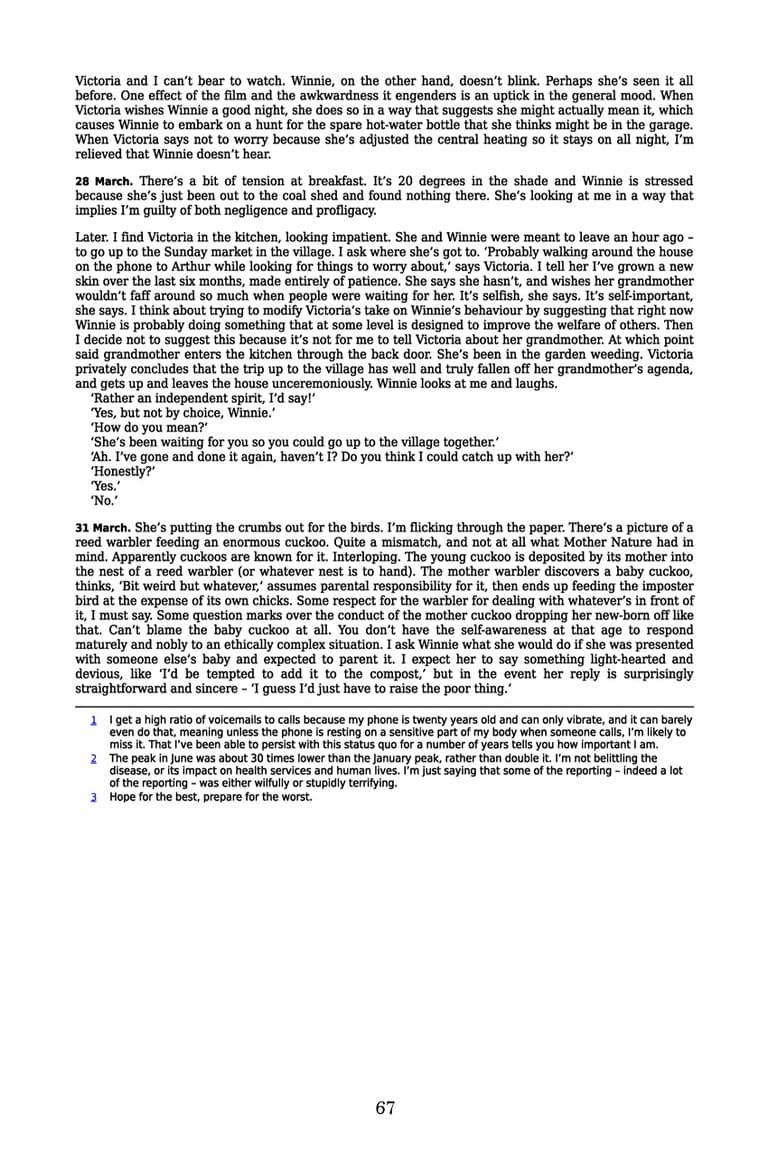 Victoria and I can’t bear to watch. Winnie, on the other hand, doesn’t blink. Perhaps she’s seen it all
before. One effect of the film and the awkwardness it engenders is an uptick in the general mood. When
Victoria wishes Winnie a good night, she does so in a way that suggests she might actually mean it, which
causes Winnie to embark on a hunt for the spare hot-water bottle that she thinks might be in the garage.
When Victoria says not to worry because she’s adjusted the central heating so it stays on all night, I’m
relieved that Winnie doesn’t hear.
28 March. There’s a bit of tension at breakfast. It’s 20 degrees in the shade and Winnie is stressed
because she’s just been out to the coal shed and found nothing there. She’s looking at me in a way that
implies I’m guilty of both negligence and profligacy.
Later. I find Victoria in the kitchen, looking impatient. She and Winnie were meant to leave an hour ago –
to go up to the Sunday market in the village. I ask where she’s got to. ‘Probably walking around the house
on the phone to Arthur while looking for things to worry about,’ says Victoria. I tell her I’ve grown a new
skin over the last six months, made entirely of patience. She says she hasn’t, and wishes her grandmother
wouldn’t faff around so much when people were waiting for her. It’s selfish, she says. It’s self-important,
she says. I think about trying to modify Victoria’s take on Winnie’s behaviour by suggesting that right now
Winnie is probably doing something that at some level is designed to improve the welfare of others. Then
I decide not to suggest this because it’s not for me to tell Victoria about her grandmother. At which point
said grandmother enters the kitchen through the back door. She’s been in the garden weeding. Victoria
privately concludes that the trip up to the village has well and truly fallen off her grandmother’s agenda,
and gets up and leaves the house unceremoniously. Winnie looks at me and laughs.
‘Rather an independent spirit, I’d say!’
‘Yes, but not by choice, Winnie.’
‘How do you mean?’
‘She’s been waiting for you so you could go up to the village together.’
‘Ah. I’ve gone and done it again, haven’t I? Do you think I could catch up with her?’
‘Honestly?’
‘Yes.’
‘No.’
31 March. She’s putting the crumbs out for the birds. I’m flicking through the paper. There’s a picture of a
reed warbler feeding an enormous cuckoo. Quite a mismatch, and not at all what Mother Nature had in
mind. Apparently cuckoos are known for it. Interloping. The young cuckoo is deposited by its mother into
the nest of a reed warbler (or whatever nest is to hand). The mother warbler discovers a baby cuckoo,
thinks, ‘Bit weird but whatever,’ assumes parental responsibility for it, then ends up feeding the imposter
bird at the expense of its own chicks. Some respect for the warbler for dealing with whatever’s in front of
it, I must say. Some question marks over the conduct of the mother cuckoo dropping her new-born off like
that. Can’t blame the baby cuckoo at all. You don’t have the self-awareness at that age to respond
maturely and nobly to an ethically complex situation. I ask Winnie what she would do if she was presented
with someone else’s baby and expected to parent it. I expect her to say something light-hearted and
devious, like ‘I’d be tempted to add it to the compost,’ but in the event her reply is surprisingly
straightforward and sincere – ‘I guess I’d just have to raise the poor thing.’
1 I get a high ratio of voicemails to calls because my phone is twenty years old and can only vibrate, and it can barely
even do that, meaning unless the phone is resting on a sensitive part of my body when someone calls, I’m likely to
miss it. That I’ve been able to persist with this status quo for a number of years tells you how important I am.
2 The peak in June was about 30 times lower than the January peak, rather than double it. I’m not belittling the
disease, or its impact on health services and human lives. I’m just saying that some of the reporting – indeed a lot
of the reporting – was either wilfully or stupidly terrifying.
3 Hope for the best, prepare for the worst.
67